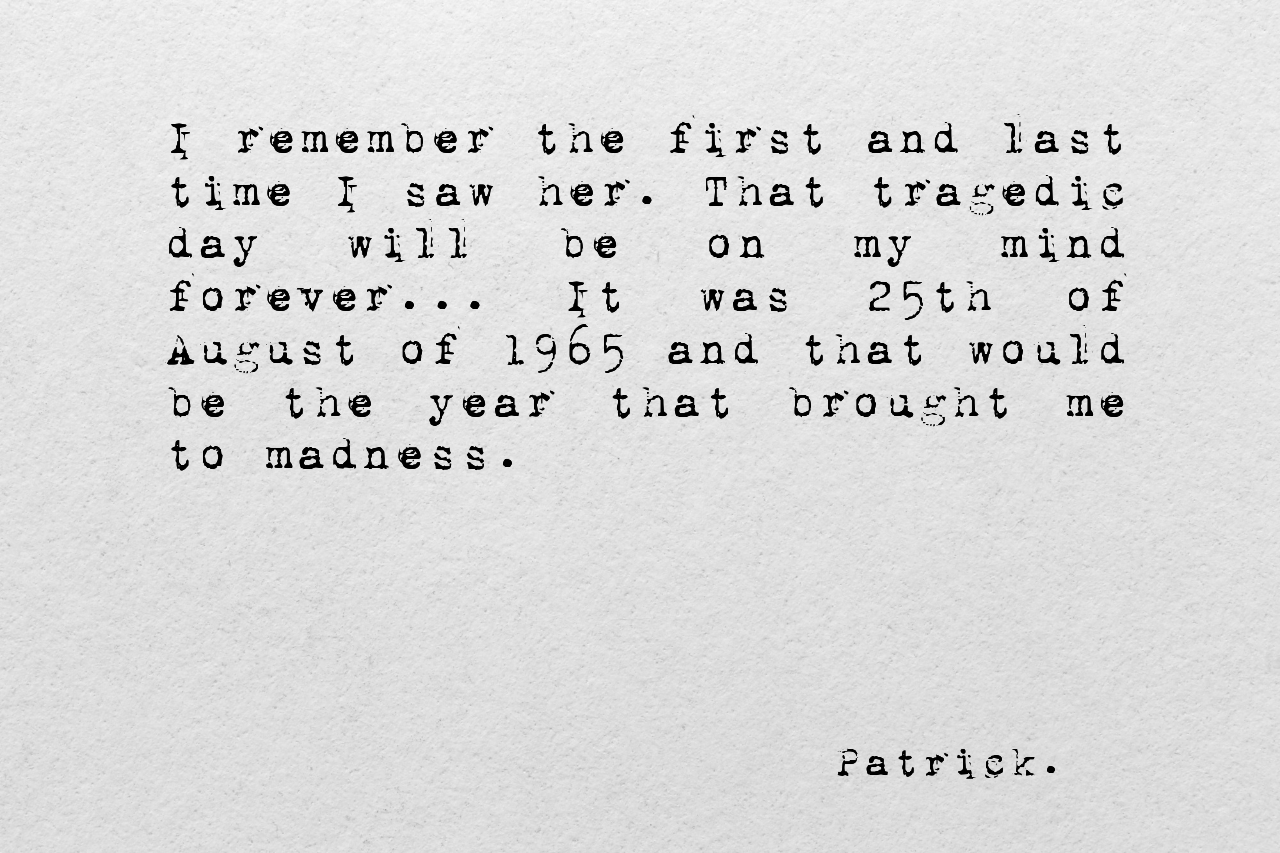 I remember the first and last
time I saw her. That tragedic
day will be on my mind
forever... It was 25th of
August of 1965 and that would
be the year that brought me
to madness.
Patrick.